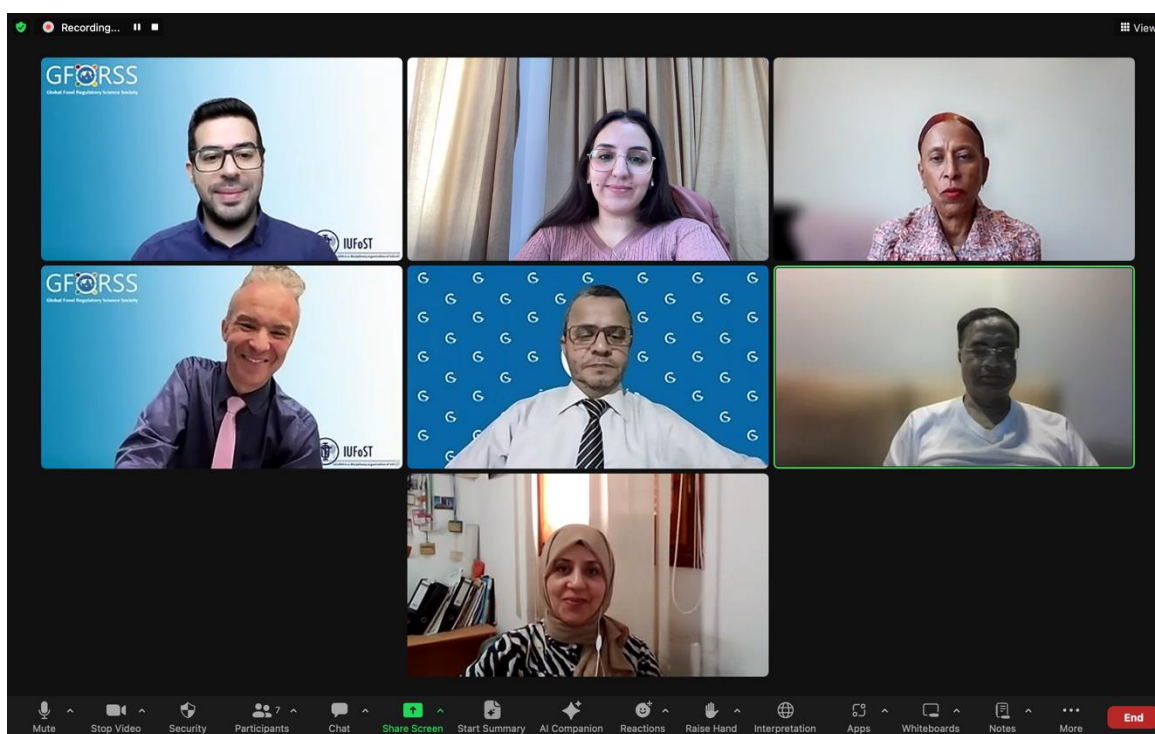 Recording...
View
GFORSS
Global Food Regulatory Science Society
IUFoST
GFORSS
Global Food Regulatory Science Society
IUFoST
G G G G G G G
G G G G
G G G G G
G G G
G G G
G G
G G
G G
G G
7
Mute
Stop Video
Security
Participants
Chat
Share Screen
Start Summary
AI Companion
Reactions
Raise Hand
Interpretation
Apps
Whiteboards
Notes
More
End